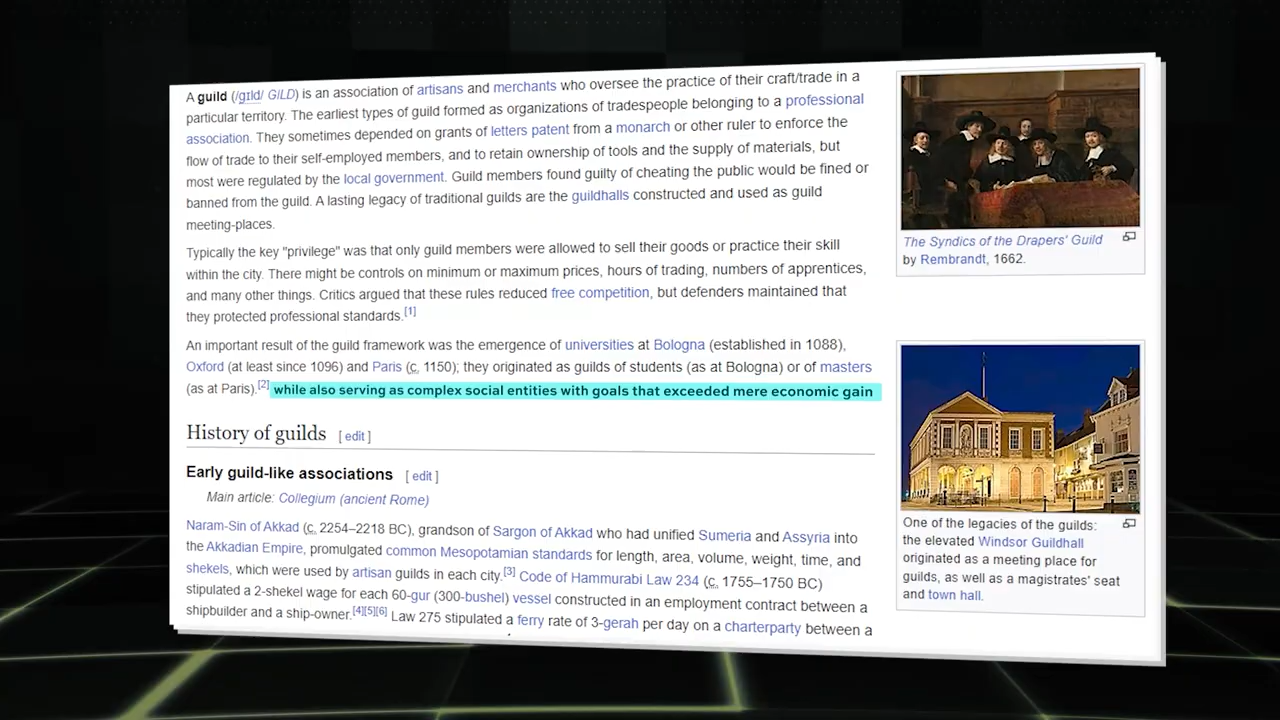 A guild (/gɪld/ GILD) is an association of artisans and merchants who oversee the practice of their craft/trade in a
particular territory. The earliest types of guild formed as organizations of tradespeople belonging to a professional
association. They sometimes depended on grants of letters patent from a monarch or other ruler to enforce the
flow of trade to their self-employed members, and to retain ownership of tools and the supply of materials, but
most were regulated by the local government. Guild members found guilty of cheating the public would be fined or
banned from the guild. A lasting legacy of traditional guilds are the guildhalls constructed and used as guild
meeting-places.
Typically the key "privilege" was that only guild members were allowed to sell their goods or practice their skill
within the city. There might be controls on minimum or maximum prices, hours of trading, numbers of apprentices,
and many other things. Critics argued that these rules reduced free competition, but defenders maintained that
they protected professional standards.[1]
An important result of the guild framework was the emergence of universities at Bologna (established in 1088),
Oxford (at least since 1096) and Paris (c. 1150); they originated as guilds of students (as at Bologna) or of masters
(as at Paris).[2] while also serving as complex social entities with goals that exceeded mere economic gain
History of guilds [ edit ]
Early guild-like associations [ edit ]
Main article: Collegium (ancient Rome)
Naram-Sin of Akkad (c. 2254–2218 BC), grandson of Sargon of Akkad who had unified Sumeria and Assyria into
the Akkadian Empire, promulgated common Mesopotamian standards for length, area, volume, weight, time, and
shekels, which were used by artisan guilds in each city.[3] Code of Hammurabi Law 234 (c. 1755–1750 BC)
stipulated a 2-shekel wage for each 60-gur (300-bushel) vessel constructed in an employment contract between a
shipbuilder and a ship-owner.[4][5][6] Law 275 stipulated a ferry rate of 3-gerah per day on a charterparty between a
The Syndics of the Drapers' Guild
by Rembrandt, 1662.
One of the legacies of the guilds:
the elevated Windsor Guildhall
originated as a meeting place for
guilds, as well as a magistrates' seat
and town hall.